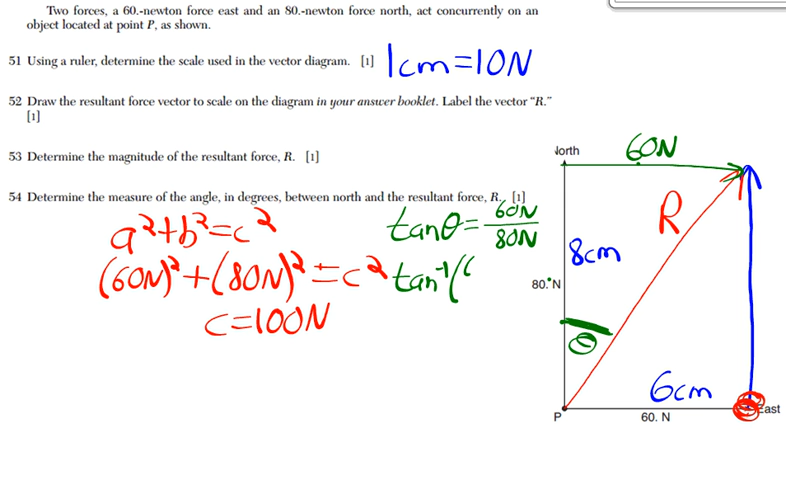 Two forces, a 60.-newton force east and an 80.-newton force north, act concurrently on an
object located at point P, as shown.
51 Using a ruler, determine the scale used in the vector diagram. [1]
1cm=10N
52 Draw the resultant force vector to scale on the diagram in your answer booklet. Label the vector “R.”
[1]
53 Determine the magnitude of the resultant force, R. [1]
54 Determine the measure of the angle, in degrees, between north and the resultant force, R. [1]
a²+b²=c²
(60N)²+(80N)²=c²
c=100N
tanθ=60N/80N
tan⁻¹(
North
60N
R
8cm
80. N
θ
6cm
P
60. N
East